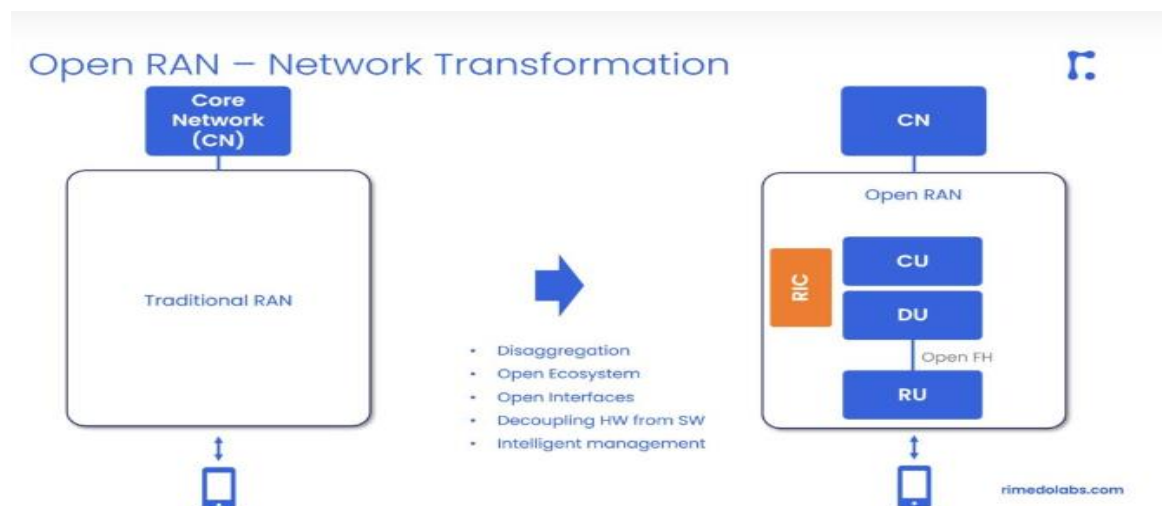 Open RAN – Network Transformation
Core
Network
(CN)
Traditional RAN
• Disaggregation
• Open Ecosystem
• Open Interfaces
• Decoupling HW from SW
• Intelligent management
CN
Open RAN
RIC
CU
DU
Open FH
RU
rimedolabs.com